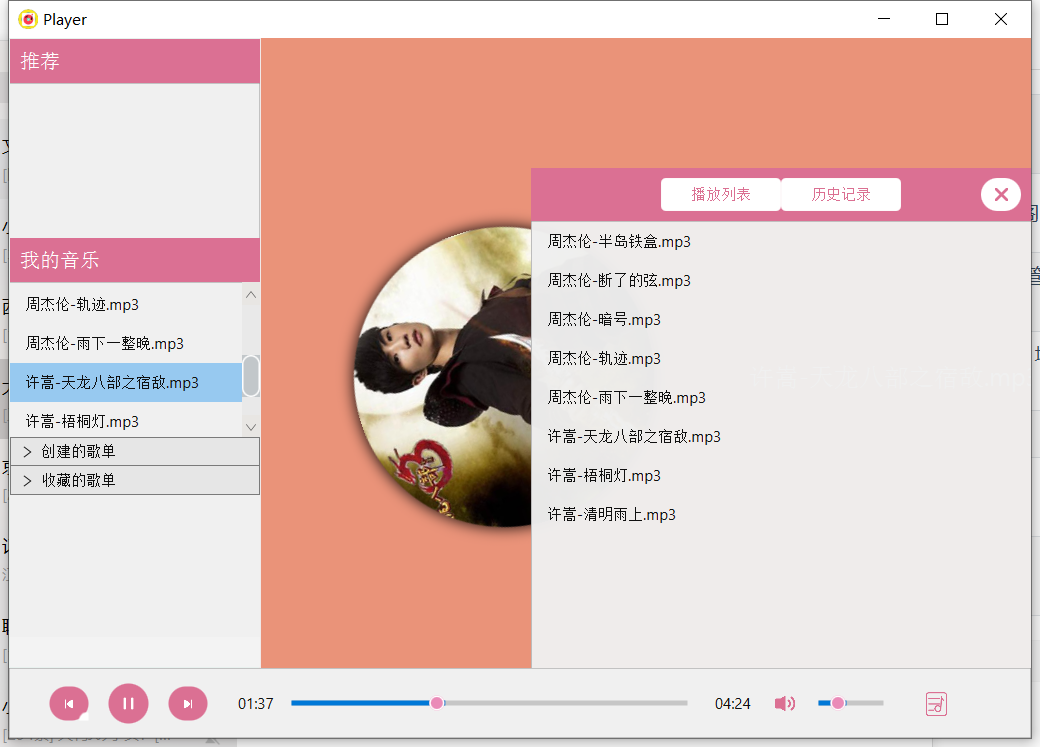 Player
推荐
播放列表 历史记录
周杰伦-半岛铁盒.mp3
周杰伦-断了的弦.mp3
周杰伦-暗号.mp3
周杰伦-轨迹.mp3
周杰伦-雨下一整晚.mp3
许嵩-天龙八部之宿敌.mp3
许嵩-梧桐灯.mp3
许嵩-清明雨上.mp3
我的音乐
周杰伦-轨迹.mp3
周杰伦-雨下一整晚.mp3
许嵩-天龙八部之宿敌.mp3
许嵩-梧桐灯.mp3
> 创建的歌单
> 收藏的歌单
01:37
04:24